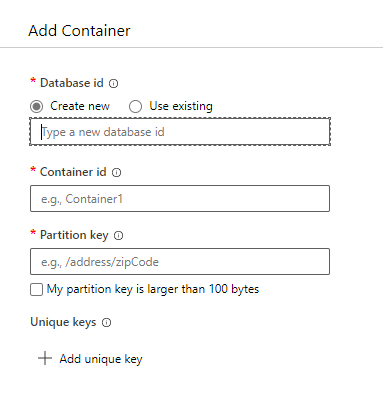 Add Container
* Database id
Create new Use existing
Type a new database id
* Container id
e.g., Container1
* Partition key
e.g., /address/zipCode
My partition key is larger than 100 bytes
Unique keys
Add unique key